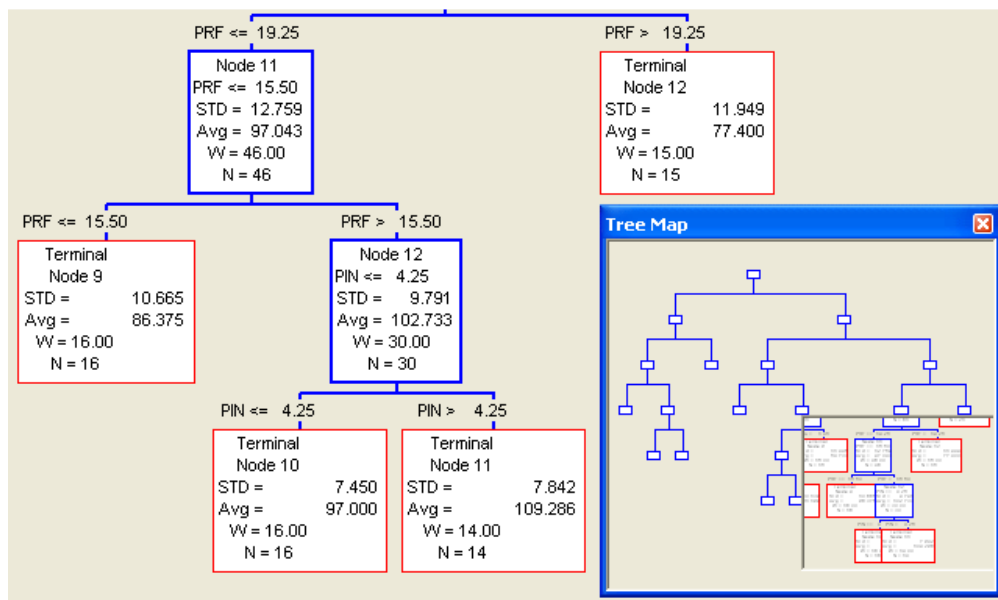 PRF <= 19.25
PRF > 19.25
Node 11
PRF <= 15.50
STD = 12.759
Avg = 97.043
W = 46.00
N = 46
Terminal
Node 12
STD = 11.949
Avg = 77.400
W = 15.00
N = 15
PRF <= 15.50
PRF > 15.50
Terminal
Node 9
STD = 10.665
Avg = 86.375
W = 16.00
N = 16
Node 12
PIN <= 4.25
STD = 9.791
Avg = 102.733
W = 30.00
N = 30
PIN <= 4.25
PIN > 4.25
Terminal
Node 10
STD = 7.450
Avg = 97.000
W = 16.00
N = 16
Terminal
Node 11
STD = 7.842
Avg = 109.286
W = 14.00
N = 14
Tree Map